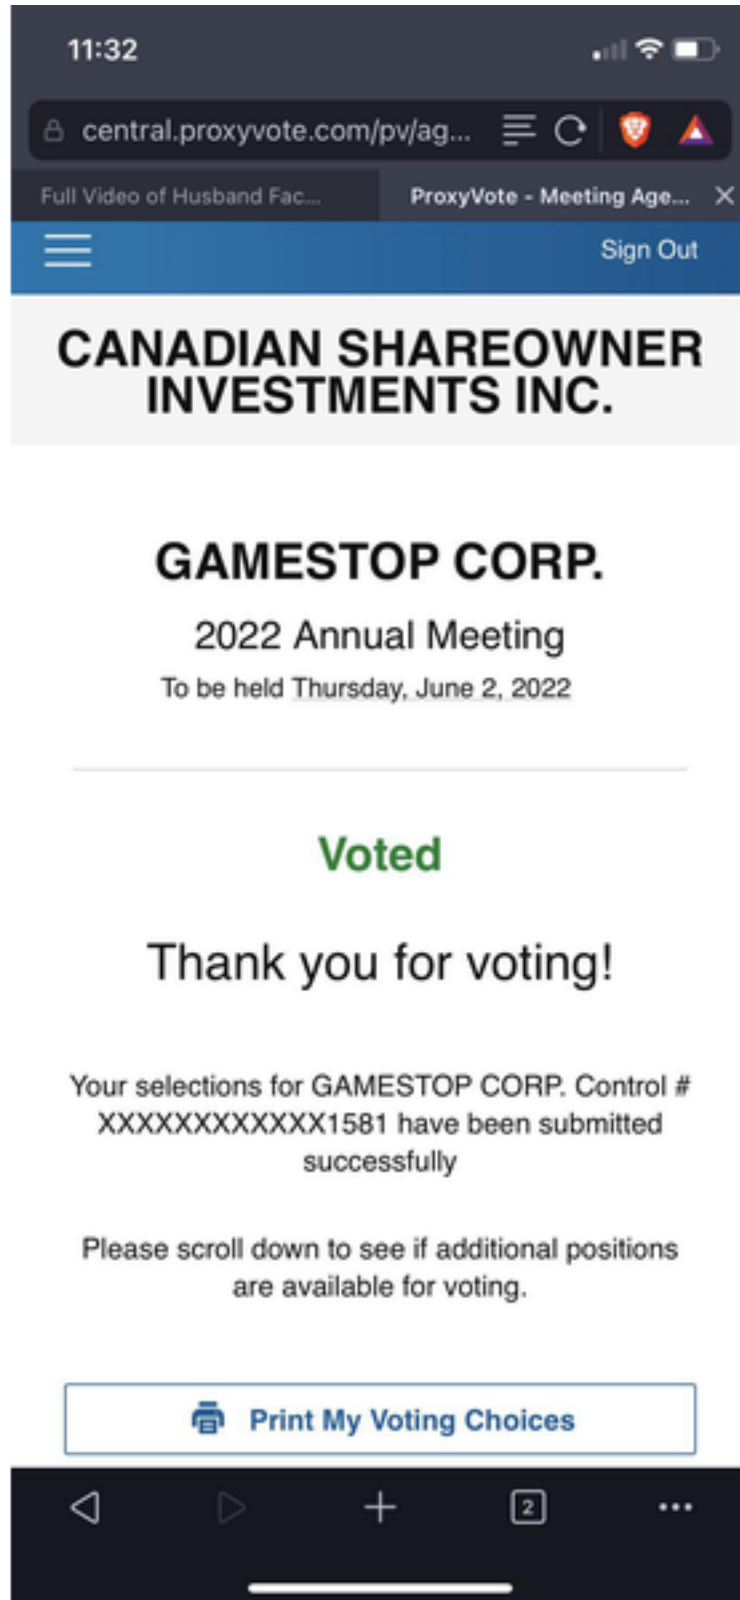 11:32
central.proxyvote.com/pv/ag...
Full Video of Husband Fac...
ProxyVote - Meeting Age...
Sign Out
CANADIAN SHAREOWNER
INVESTMENTS INC.
GAMESTOP CORP.
2022 Annual Meeting
To be held Thursday, June 2, 2022
Voted
Thank you for voting!
Your selections for GAMESTOP CORP. Control #
XXXXXXXXXXXX1581 have been submitted
successfully
Please scroll down to see if additional positions
are available for voting.
Print My Voting Choices
2